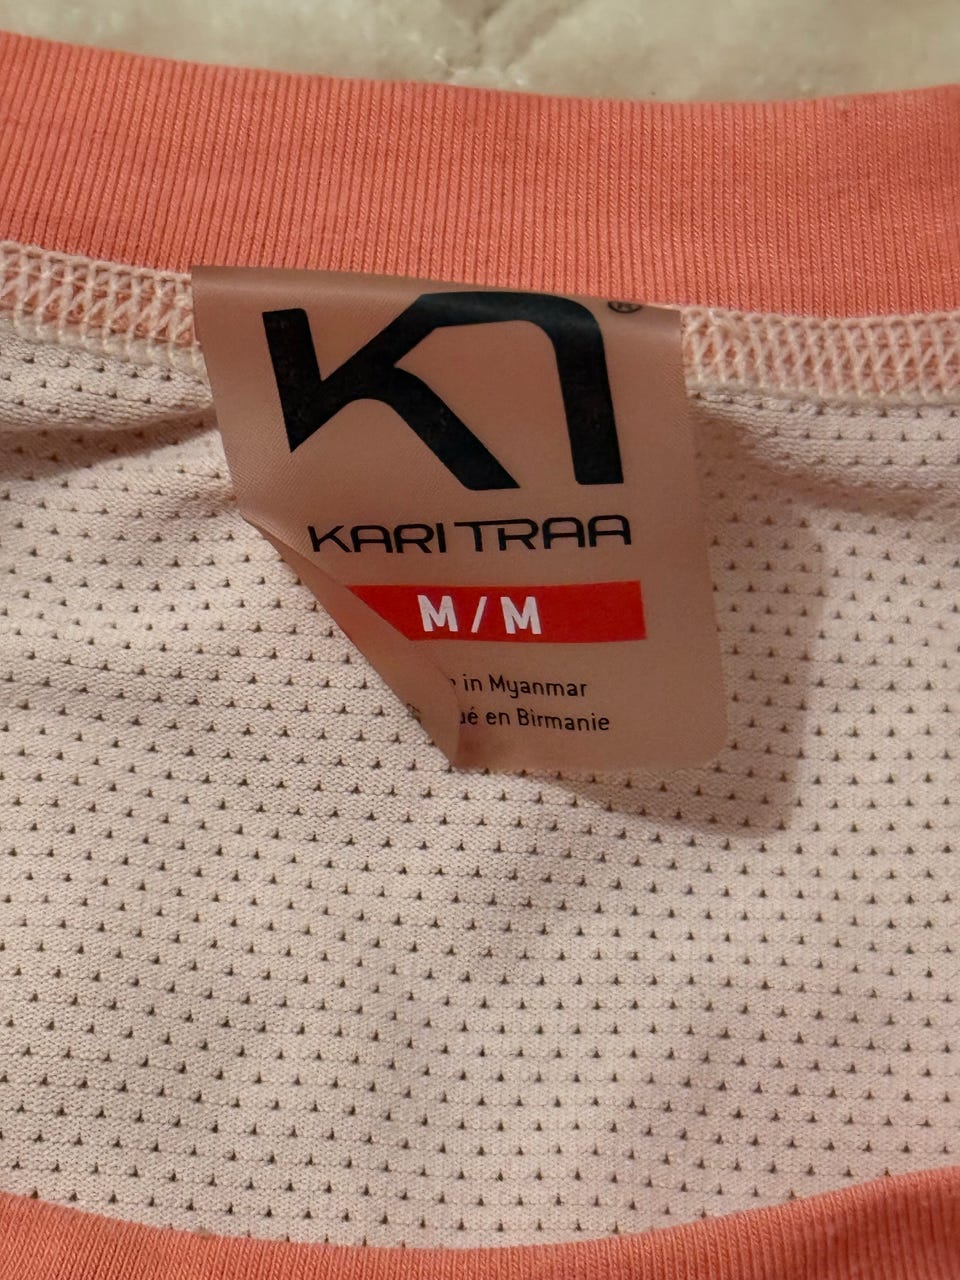 ®
KARI TRAA
M / M
in Myanmar
en Birmanie